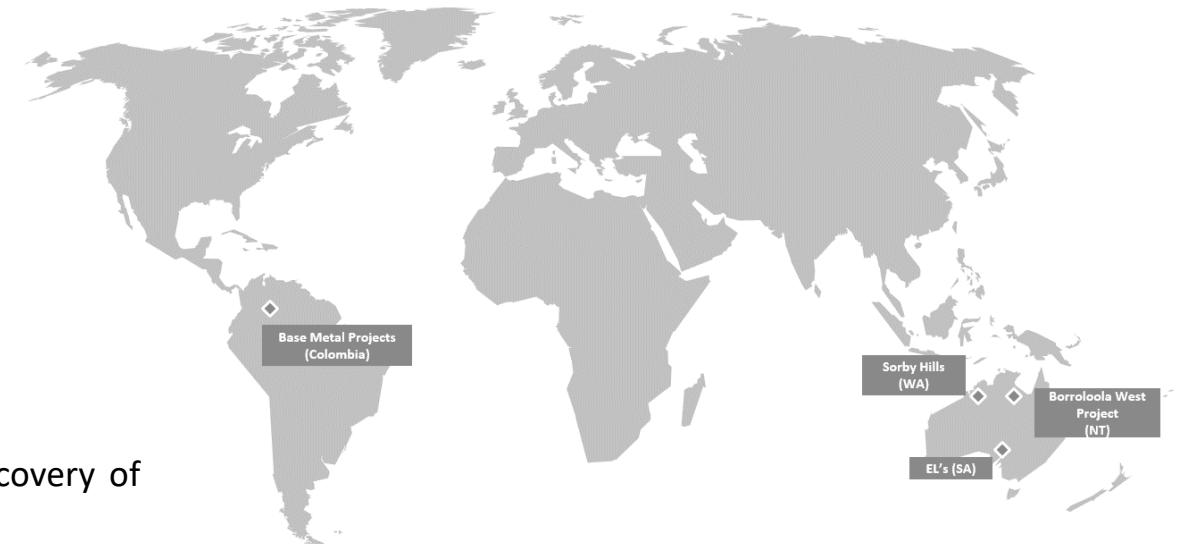 Base Metal Projects
(Colombia)
Sorby Hills
(WA)
Borroloola West
Project
(NT)
EL's (SA)
covery of